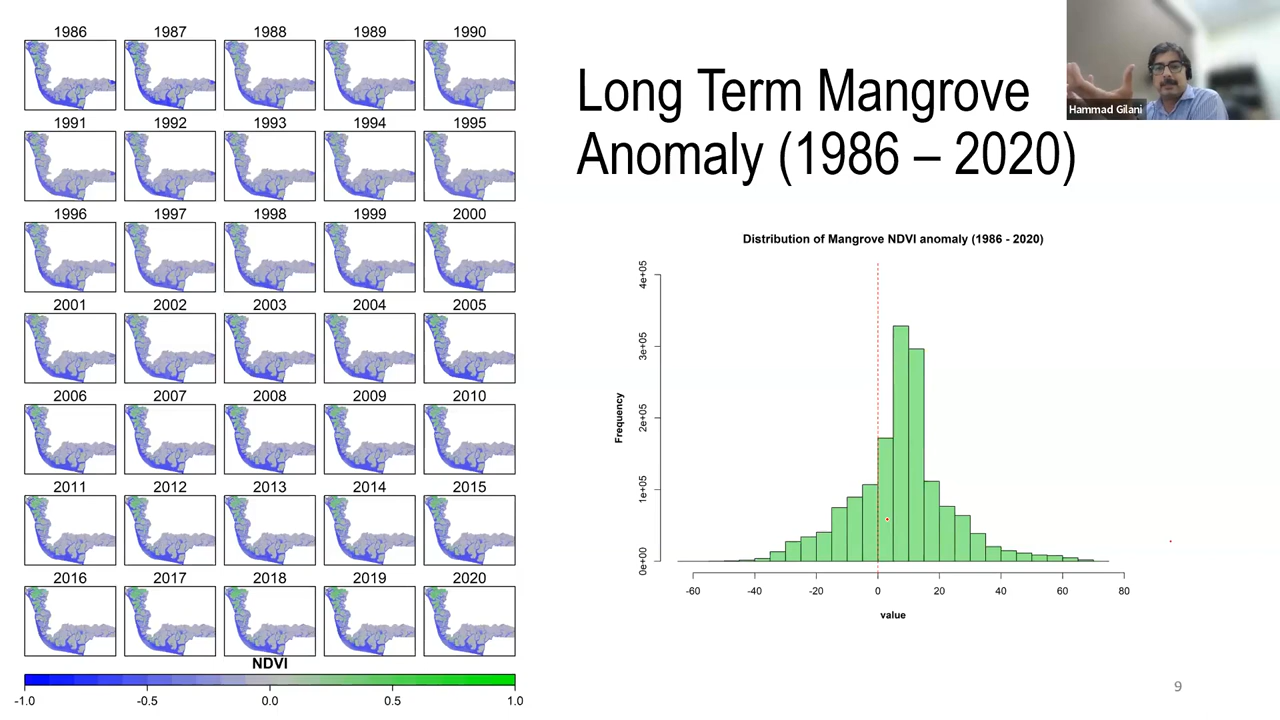 1986 1987 1988 1989 1990
1991 1992 1993 1994 1995
1996 1997 1998 1999 2000
2001 2002 2003 2004 2005
2006 2007 2008 2009 2010
2011 2012 2013 2014 2015
2016 2017 2018 2019 2020
NDVI
-1.0 -0.5 0.0 0.5 1.0
Long Term Mangrove
Anomaly (1986 – 2020)
Hammad Gilani
Distribution of Mangrove NDVI anomaly (1986 - 2020)
Frequency
4e+05
3e+05
2e+05
1e+05
0e+00
-60 -40 -20 0 20 40 60 80
value
9